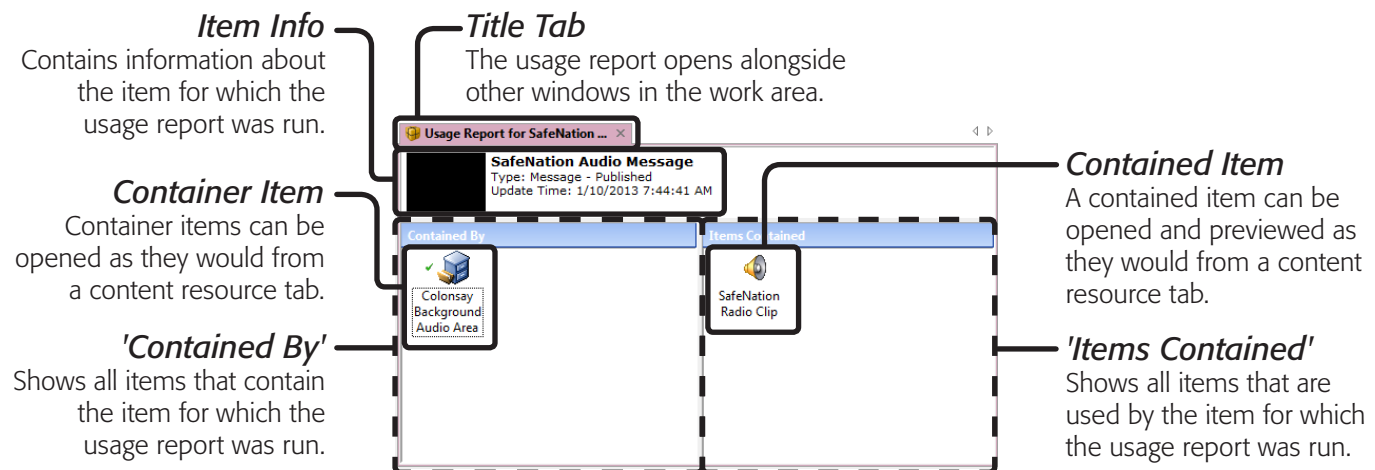 Item Info
Contains information about
the item for which the
usage report was run.
Title Tab
The usage report opens alongside
other windows in the work area.
Usage Report for SafeNation ...
SafeNation Audio Message
Type: Message - Published
Update Time: 1/10/2013 7:44:41 AM
Container Item
Container items can be
opened as they would from
a content resource tab.
Contained By
Colonsay
Background
Audio Area
Items Contained
SafeNation
Radio Clip
Contained Item
A contained item can be
opened and previewed as
they would from a content
resource tab.
'Contained By'
Shows all items that contain
the item for which the
usage report was run.
'Items Contained'
Shows all items that are
used by the item for which
the usage report was run.